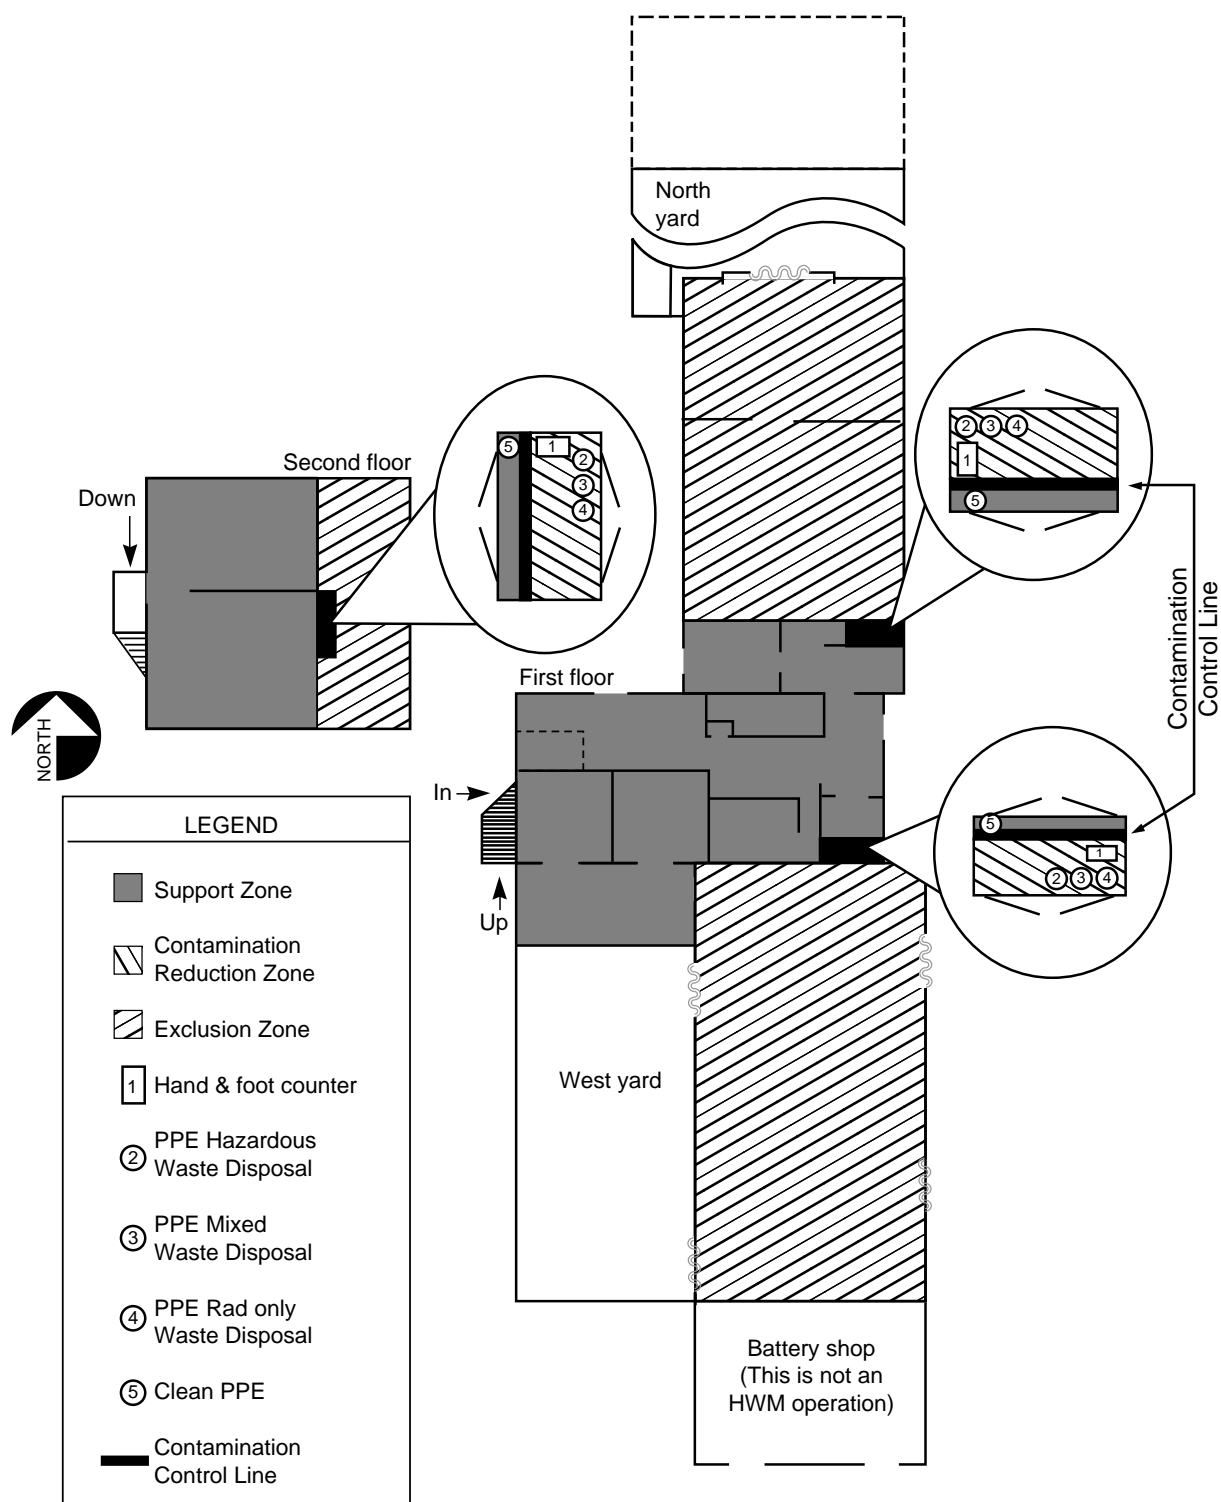 North
yard
Second floor
Down
5
1
2
3
4
2
3
4
1
5
Contamination
Control Line
First floor
NORTH
In
Up
5
1
2
3
4
West yard
Battery shop
(This is not an
HWM operation)
LEGEND
Support Zone
Contamination
Reduction Zone
Exclusion Zone
1 Hand & foot counter
2 PPE Hazardous
Waste Disposal
3 PPE Mixed
Waste Disposal
4 PPE Rad only
Waste Disposal
5 Clean PPE
Contamination
Control Line